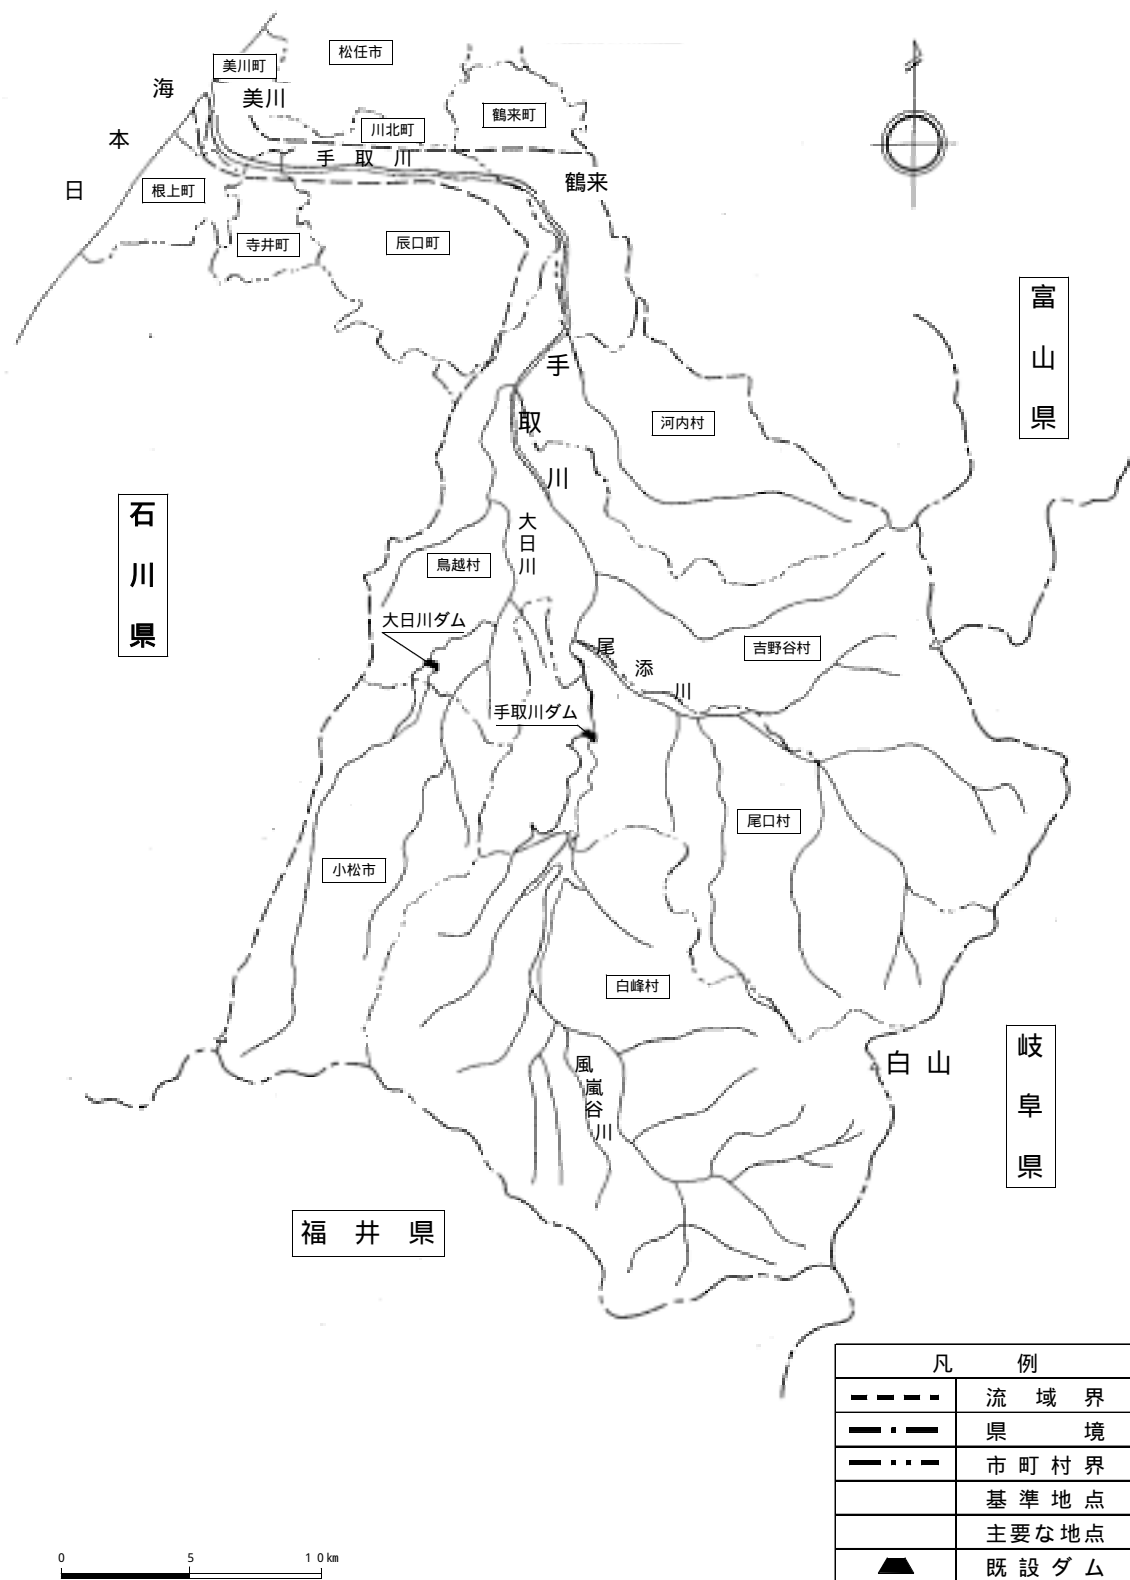 松任市
美川町
海
美川
鶴来町
川北町
本
手取川
日
根上町
鶴来
寺井町
辰口町
富山県
手取川
河内村
石川県
大日川
鳥越村
大日川ダム
尾添川
吉野谷村
手取川ダム
尾口村
小松市
白峰村
白山
岐阜県
風嵐谷川
福井県
凡例
流域界
県境
市町村界
基準地点
主要な地点
既設ダム
0 5 10km